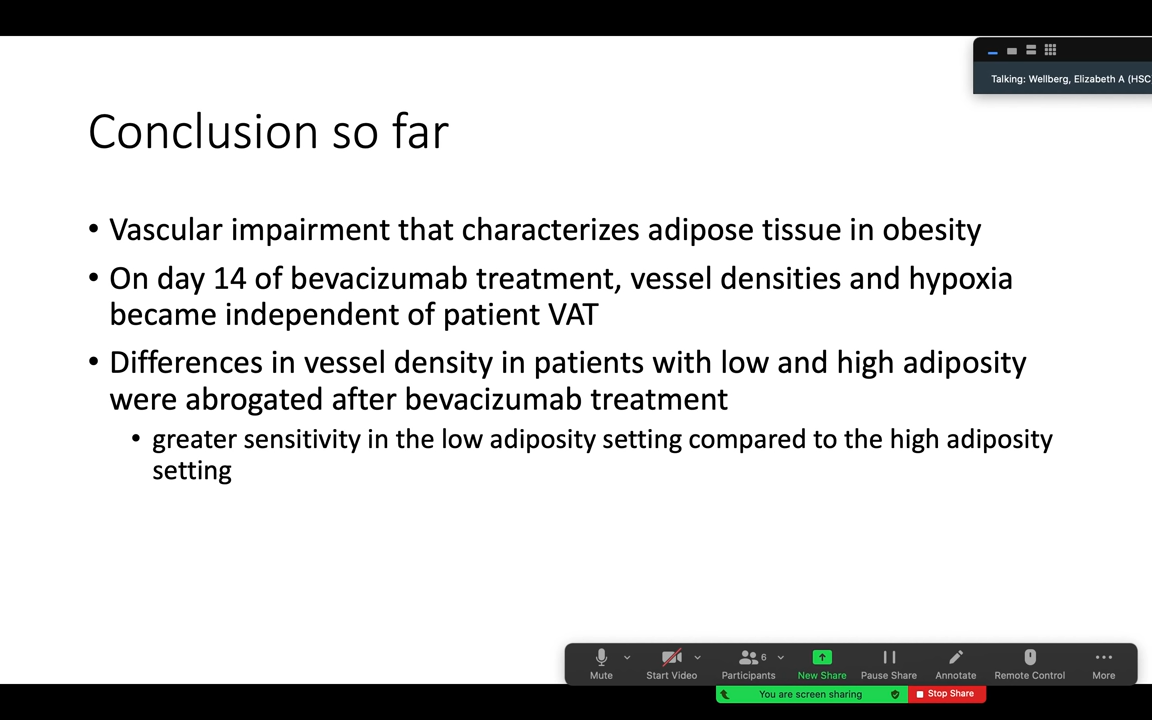 Talking: Wellberg, Elizabeth A (HSC
Conclusion so far
• Vascular impairment that characterizes adipose tissue in obesity
• On day 14 of bevacizumab treatment, vessel densities and hypoxia
became independent of patient VAT
• Differences in vessel density in patients with low and high adiposity
were abrogated after bevacizumab treatment
• greater sensitivity in the low adiposity setting compared to the high adiposity
setting
6
Mute Start Video Participants New Share Pause Share Annotate Remote Control More
You are screen sharing Stop Share